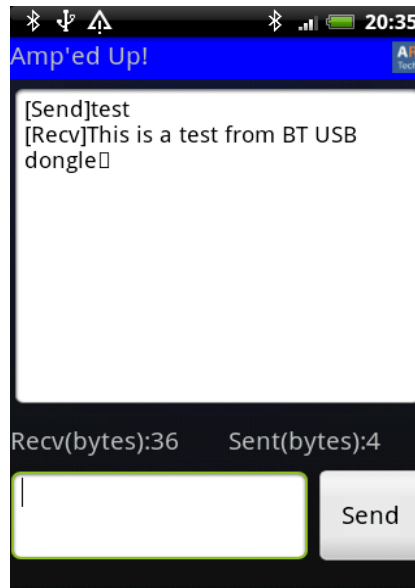 20:35
Amp'ed Up!
[Send]test
[Recv]This is a test from BT USB
dongle▯
Recv(bytes):36 Sent(bytes):4
Send